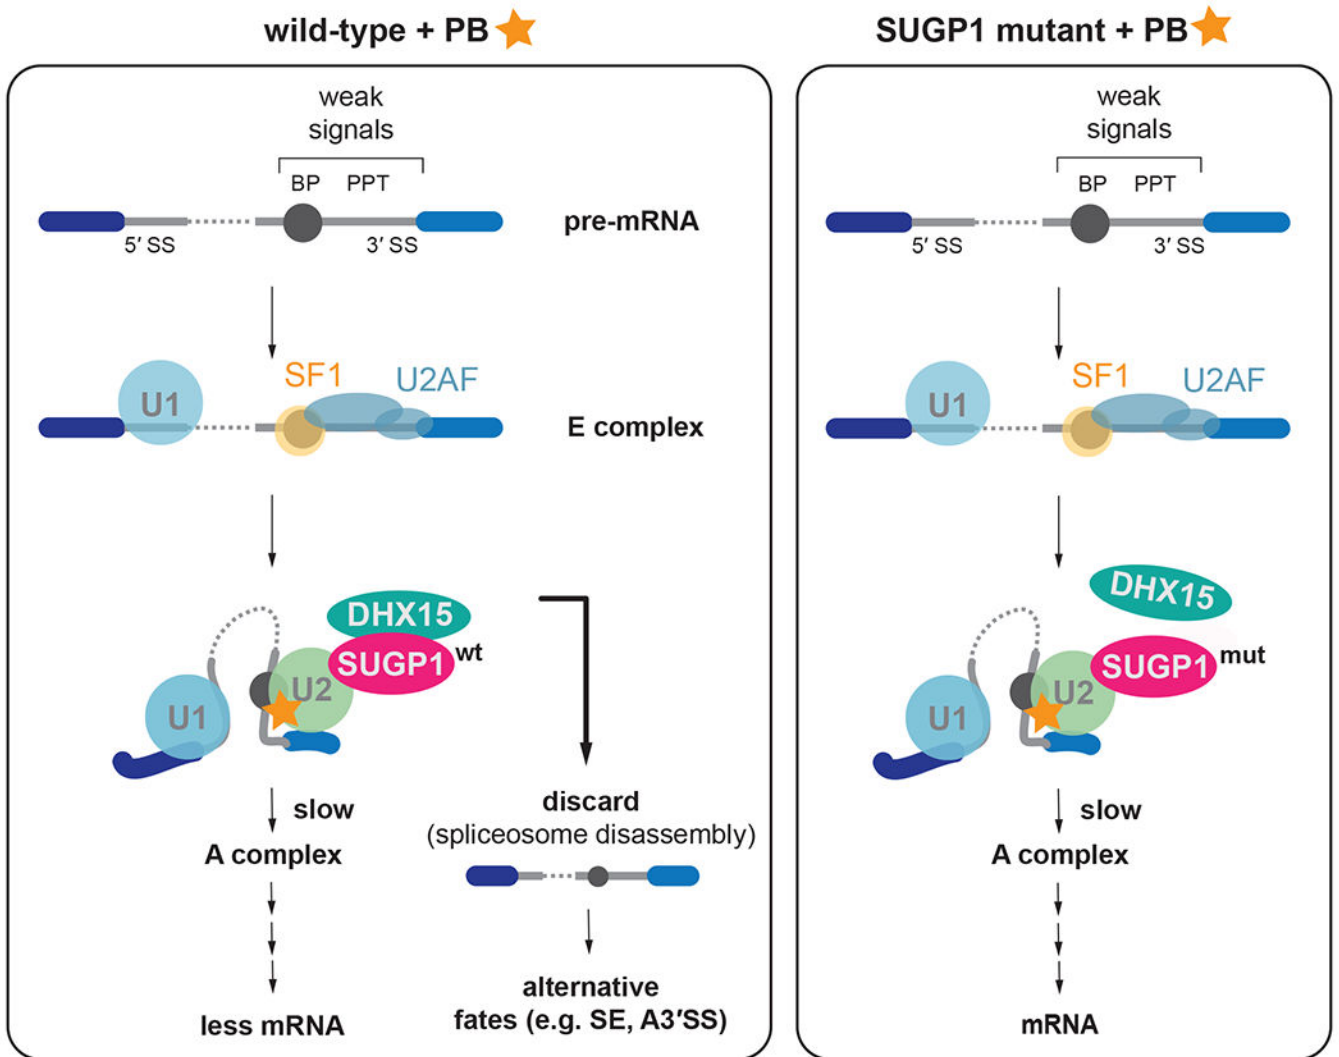 wild-type + PB
weak
signals
BP PPT
5′ SS
3′ SS
pre-mRNA
U1
SF1
U2AF
E complex
DHX15
SUGP1 wt
U1
U2
slow
A complex
less mRNA
discard
(spliceosome disassembly)
alternative
fates (e.g. SE, A3′SS)
SUGP1 mutant + PB
weak
signals
BP PPT
5′ SS
3′ SS
U1
SF1
U2AF
DHX15
SUGP1 mut
U1
U2
slow
A complex
mRNA